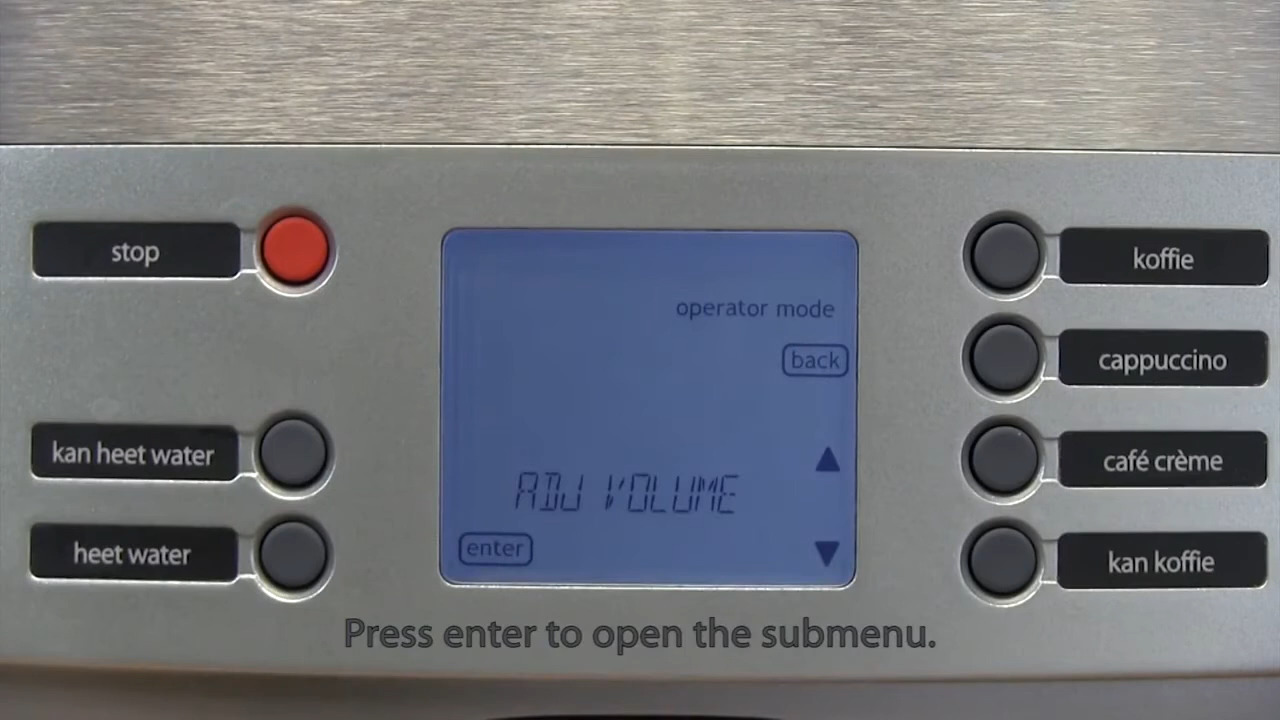 stop
kan heet water
heet water
operator mode
back
ADJ VOLUME
enter
koffie
cappuccino
café crème
kan koffie
Press enter to open the submenu.